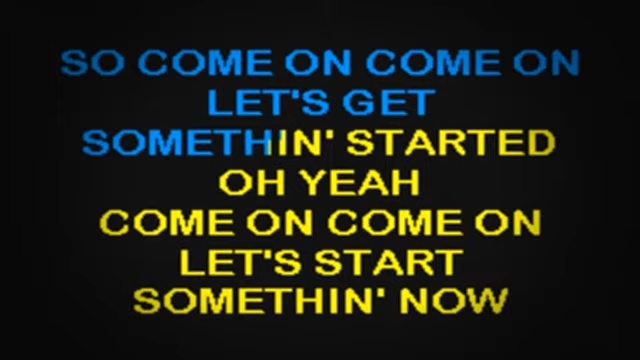 SO COME ON COME ON
LET'S GET
SOMETHIN' STARTED
OH YEAH
COME ON COME ON
LET'S START
SOMETHIN' NOW